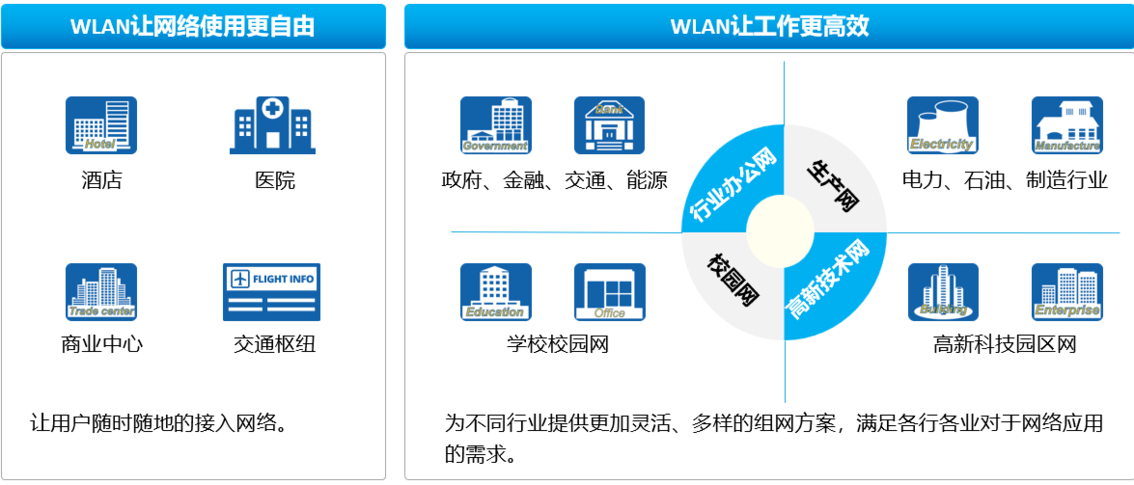 WLAN让网络使用更自由
Hotel
酒店
医院
Trade center
FLIGHT INFO
商业中心
交通枢纽
让用户随时随地的接入网络。
WLAN让工作更高效
Government
Bank
政府、金融、交通、能源
行业办公网
生产网
Electricity
Manufacture
电力、石油、制造行业
Education
Office
学校校园网
校园网
高新技术网
Building
Enterprise
高新科技园区网
为不同行业提供更加灵活、多样的组网方案，满足各行各业对于网络应用
的需求。